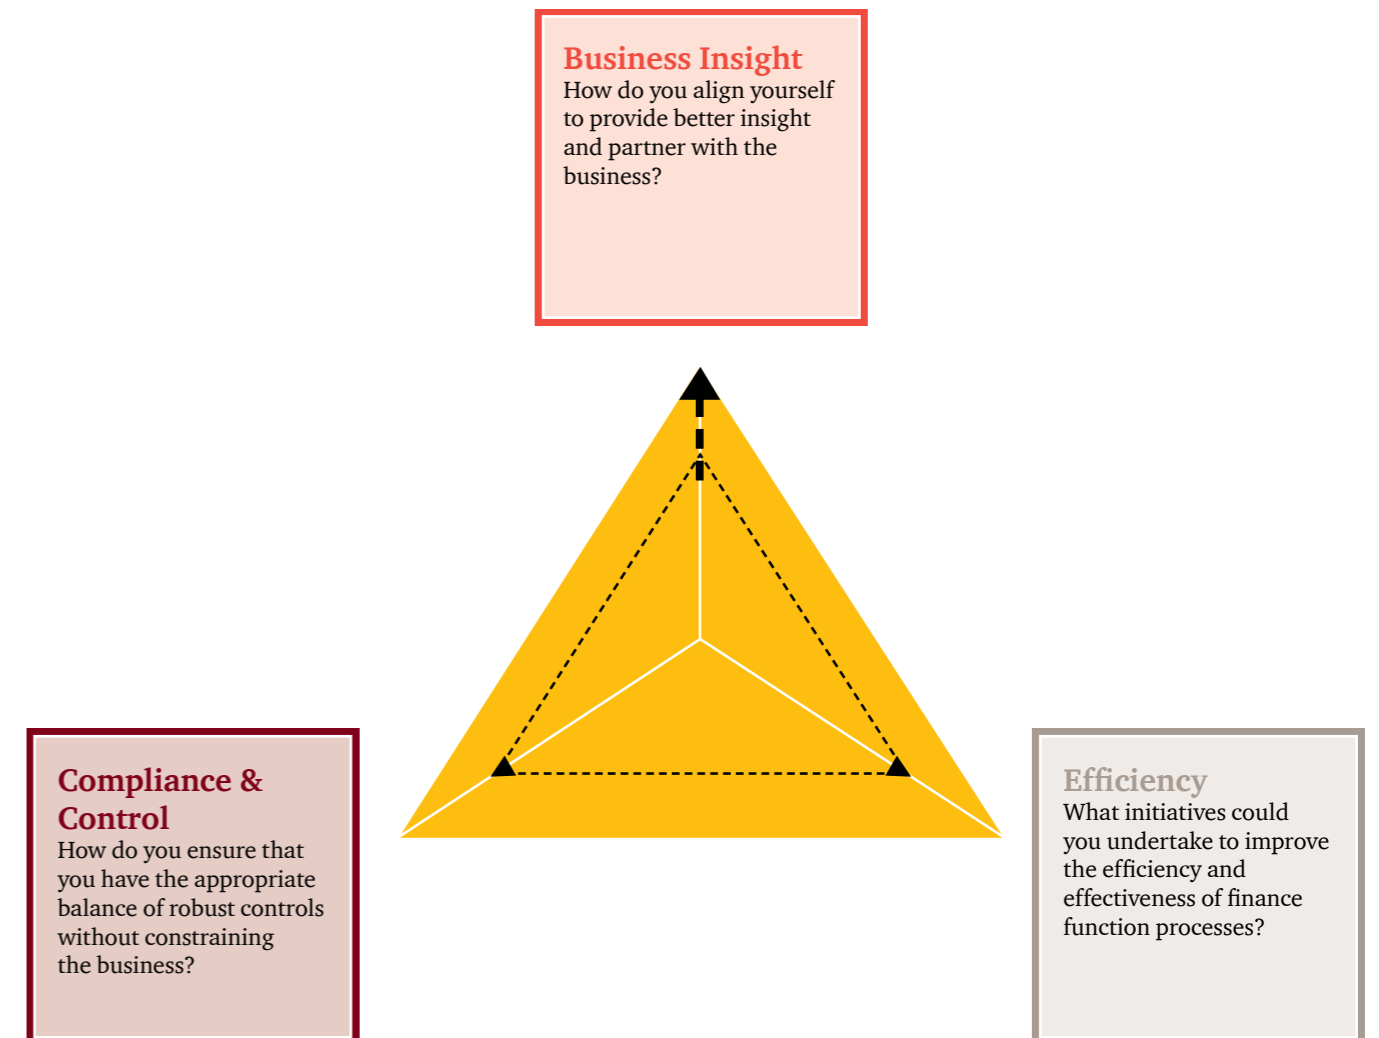 Business Insight
How do you align yourself
to provide better insight
and partner with the
business?
Compliance &
Control
How do you ensure that
you have the appropriate
balance of robust controls
without constraining
the business?
Efficiency
What initiatives could
you undertake to improve
the efficiency and
effectiveness of finance
function processes?